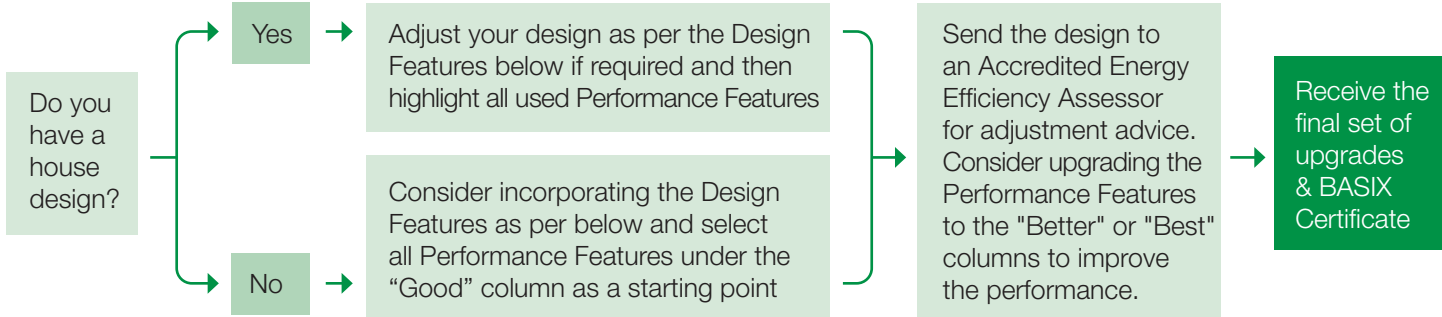 Do you
have a
house
design?
Yes
Adjust your design as per the Design
Features below if required and then
highlight all used Performance Features
No
Consider incorporating the Design
Features as per below and select
all Performance Features under the
“Good” column as a starting point
Send the design to
an Accredited Energy
Efficiency Assessor
for adjustment advice.
Consider upgrading the
Performance Features
to the "Better" or "Best"
columns to improve
the performance.
Receive the
final set of
upgrades
& BASIX
Certificate